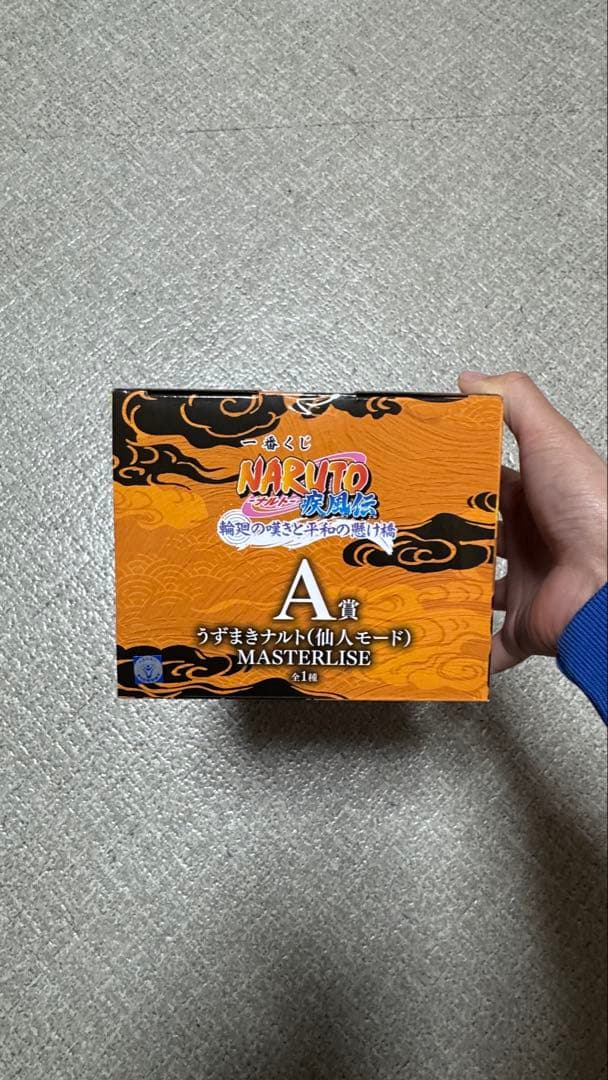 一番くじ
NARUTO
-ナルト-
疾風伝
輪廻の嘆きと平和の懸け橋
A賞
うずまきナルト(仙人モード)
MASTERLISE
全1種